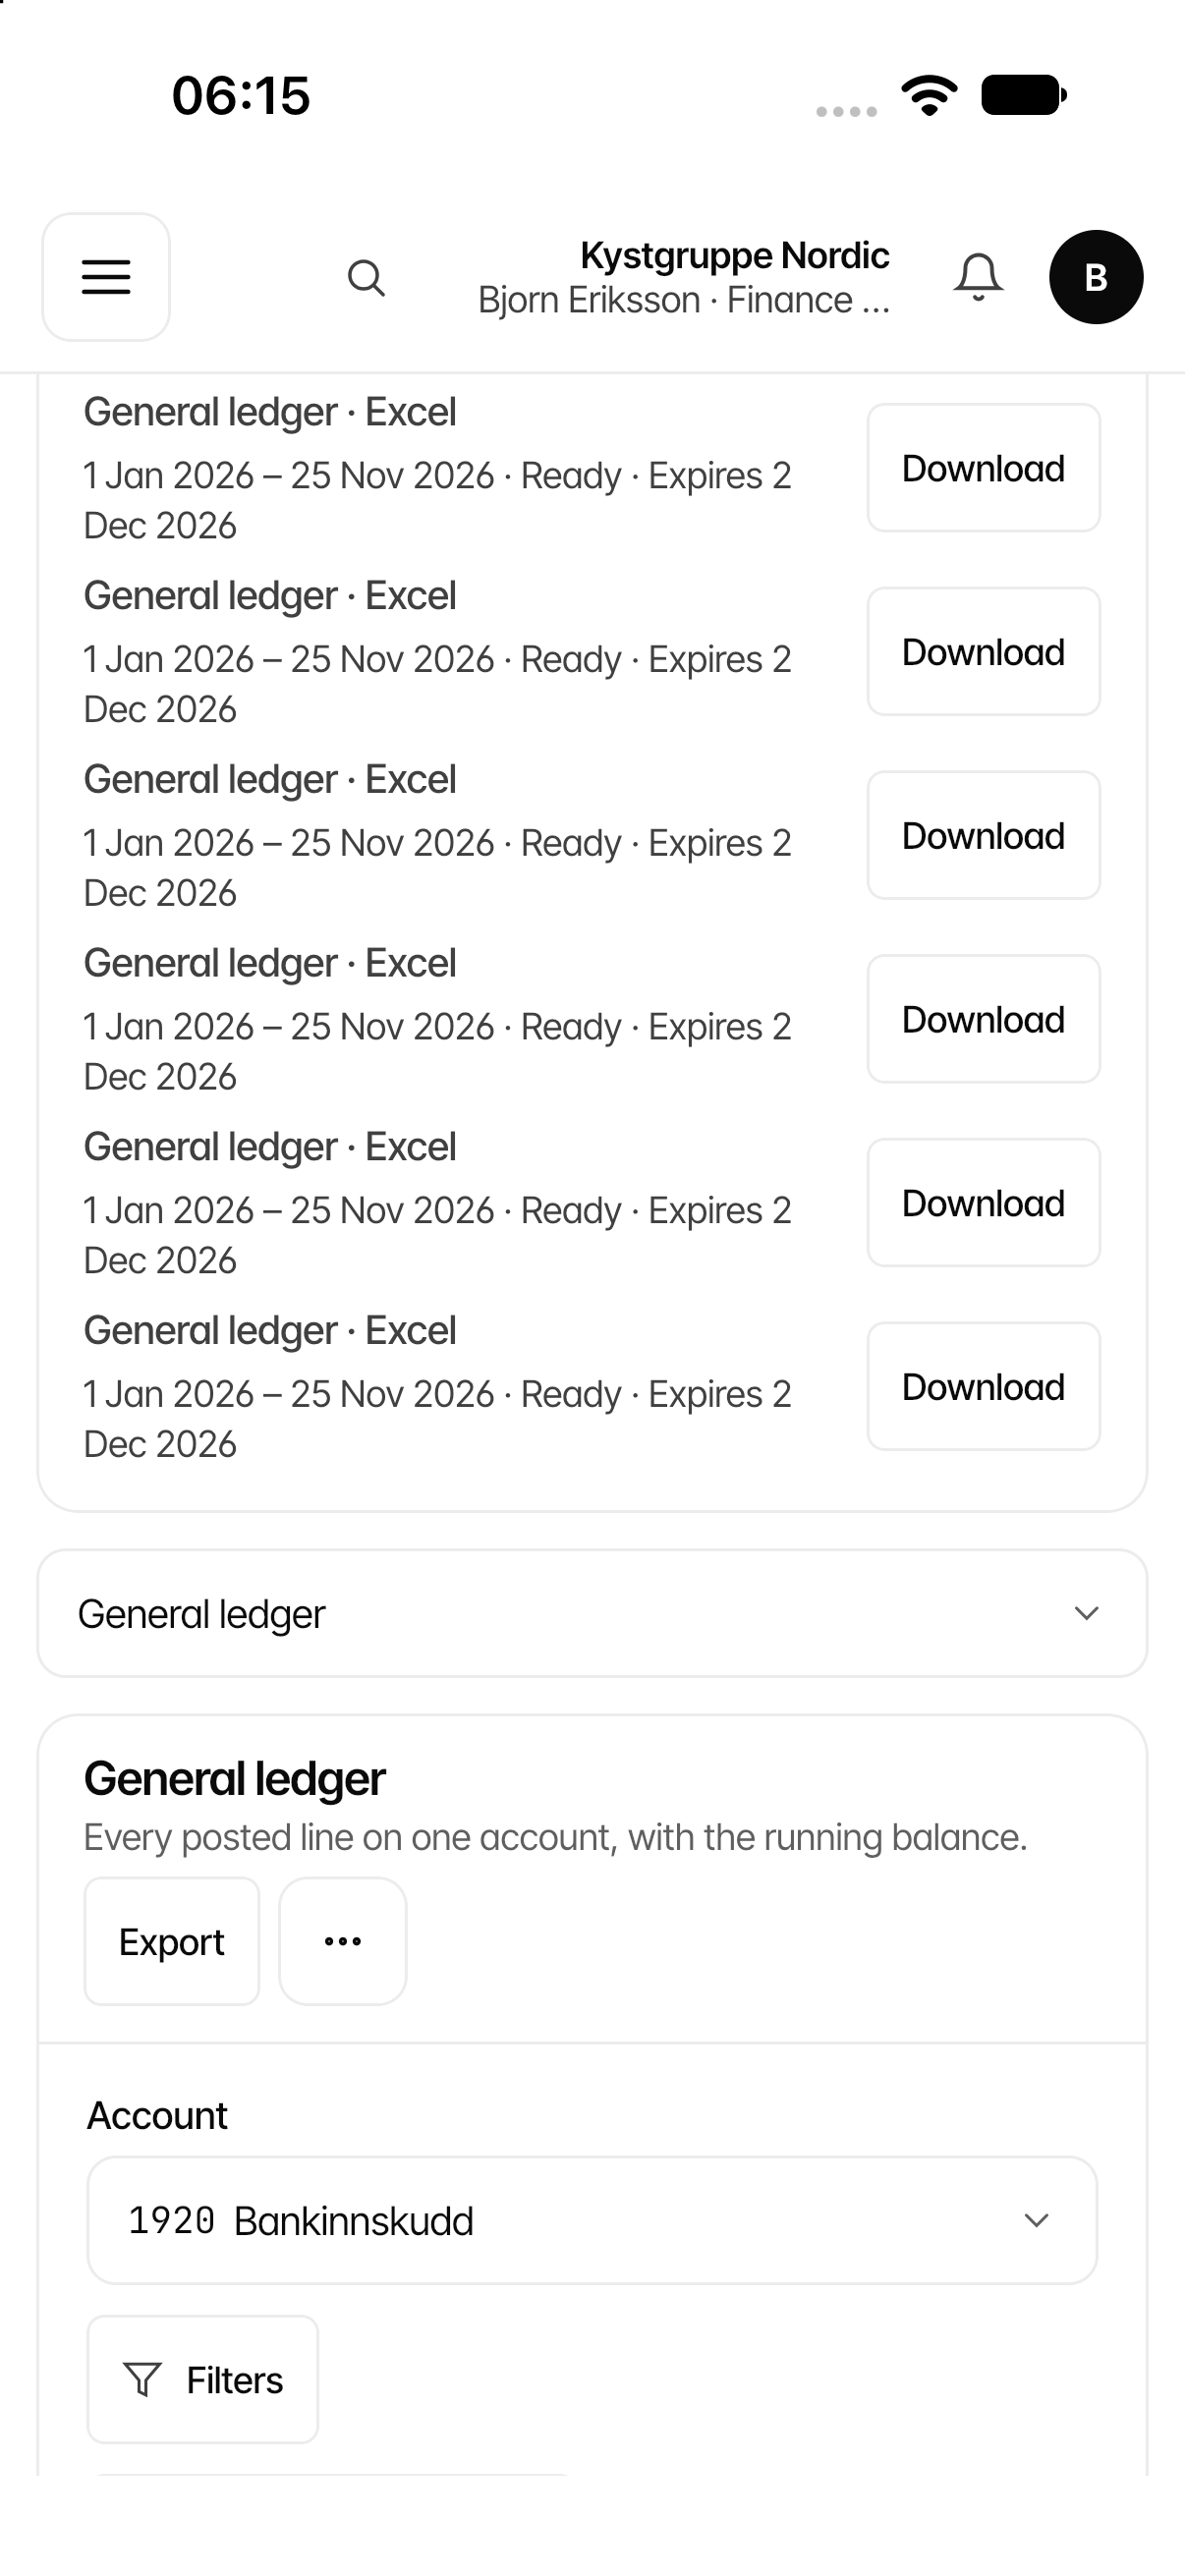 06:15
Kystgruppe Nordic
Bjorn Eriksson · Finance ...
B
General ledger · Excel
1 Jan 2026 – 25 Nov 2026 · Ready · Expires 2
Dec 2026
Download
General ledger · Excel
1 Jan 2026 – 25 Nov 2026 · Ready · Expires 2
Dec 2026
Download
General ledger · Excel
1 Jan 2026 – 25 Nov 2026 · Ready · Expires 2
Dec 2026
Download
General ledger · Excel
1 Jan 2026 – 25 Nov 2026 · Ready · Expires 2
Dec 2026
Download
General ledger · Excel
1 Jan 2026 – 25 Nov 2026 · Ready · Expires 2
Dec 2026
Download
General ledger · Excel
1 Jan 2026 – 25 Nov 2026 · Ready · Expires 2
Dec 2026
Download
General ledger
General ledger
Every posted line on one account, with the running balance.
Export
Account
1920 Bankinnskudd
Filters